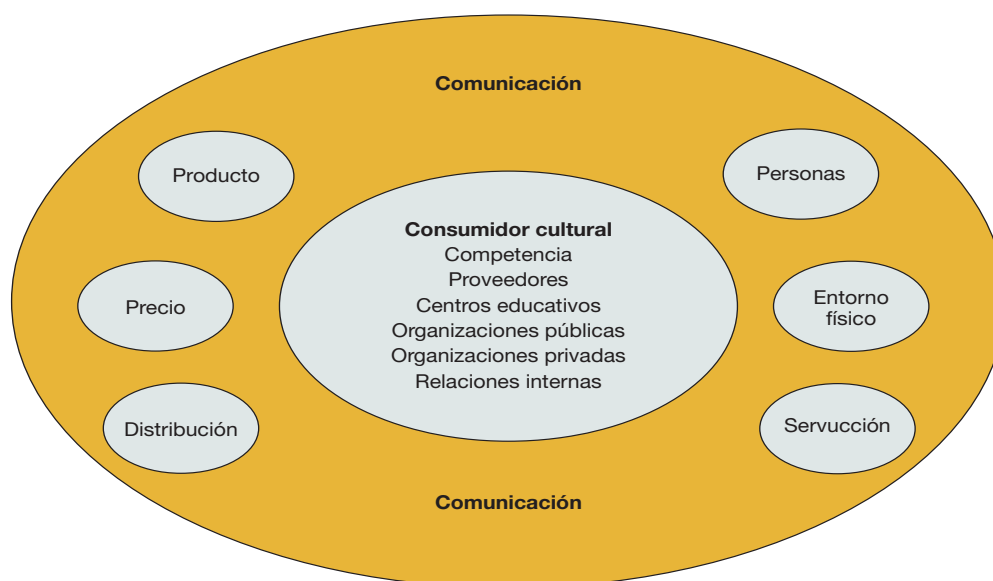 Comunicación
Producto
Personas
Consumidor cultural
Competencia
Proveedores
Centros educativos
Organizaciones públicas
Organizaciones privadas
Relaciones internas
Precio
Entorno
físico
Distribución
Servucción
Comunicación